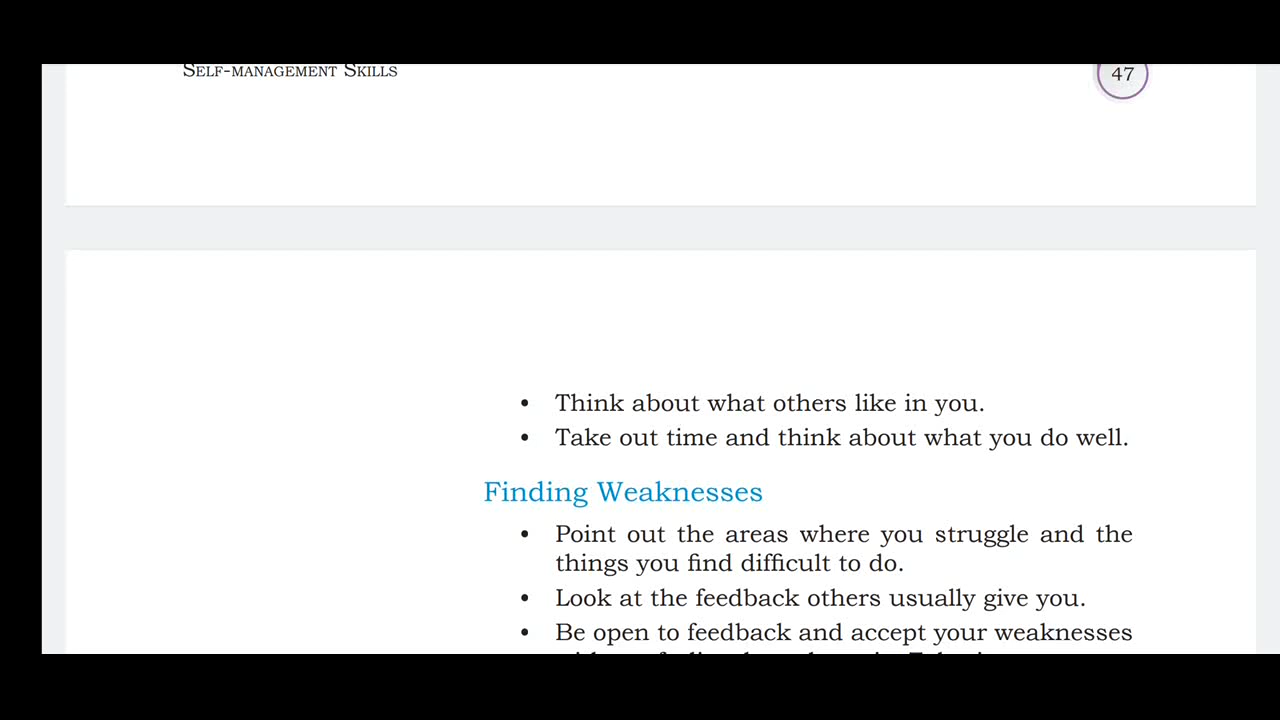 SELF-MANAGEMENT SKILLS
47
• Think about what others like in you.
• Take out time and think about what you do well.
Finding Weaknesses
• Point out the areas where you struggle and the
things you find difficult to do.
• Look at the feedback others usually give you.
• Be open to feedback and accept your weaknesses